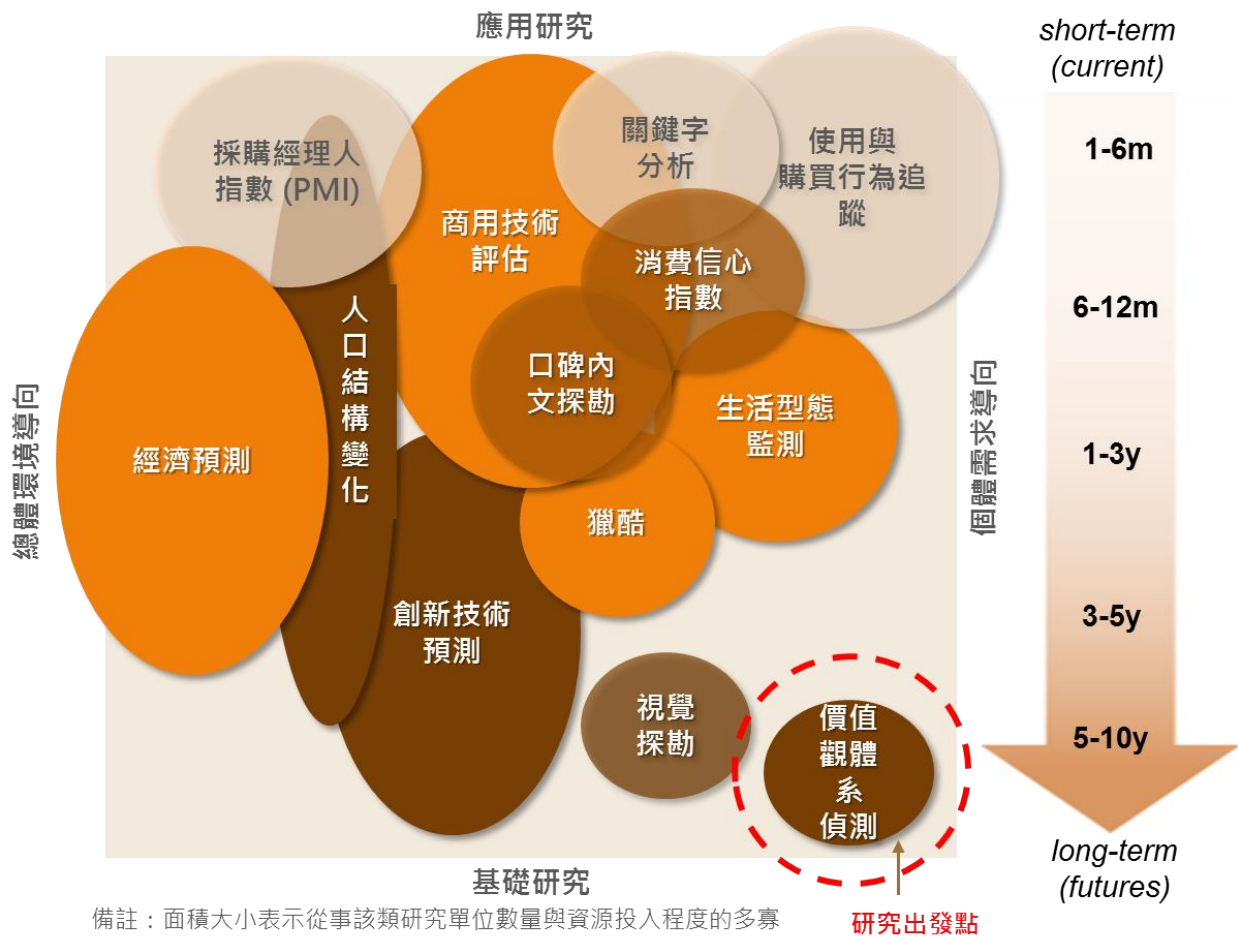 應用研究
short-term
(current)
採購經理人
指數 (PMI)
關鍵字
分析
使用與
購買行為追
蹤
1-6m
商用技術
評估
消費信心
指數
6-12m
人
口
結
構
變
化
口碑內
文探勘
生活型態
監測
總體環境導向
經濟預測
個體需求導向
1-3y
獵酷
創新技術
預測
3-5y
視覺
探勘
價值
觀體
系
偵測
5-10y
long-term
(futures)
基礎研究
備註：面積大小表示從事該類研究單位數量與資源投入程度的多寡
研究出發點